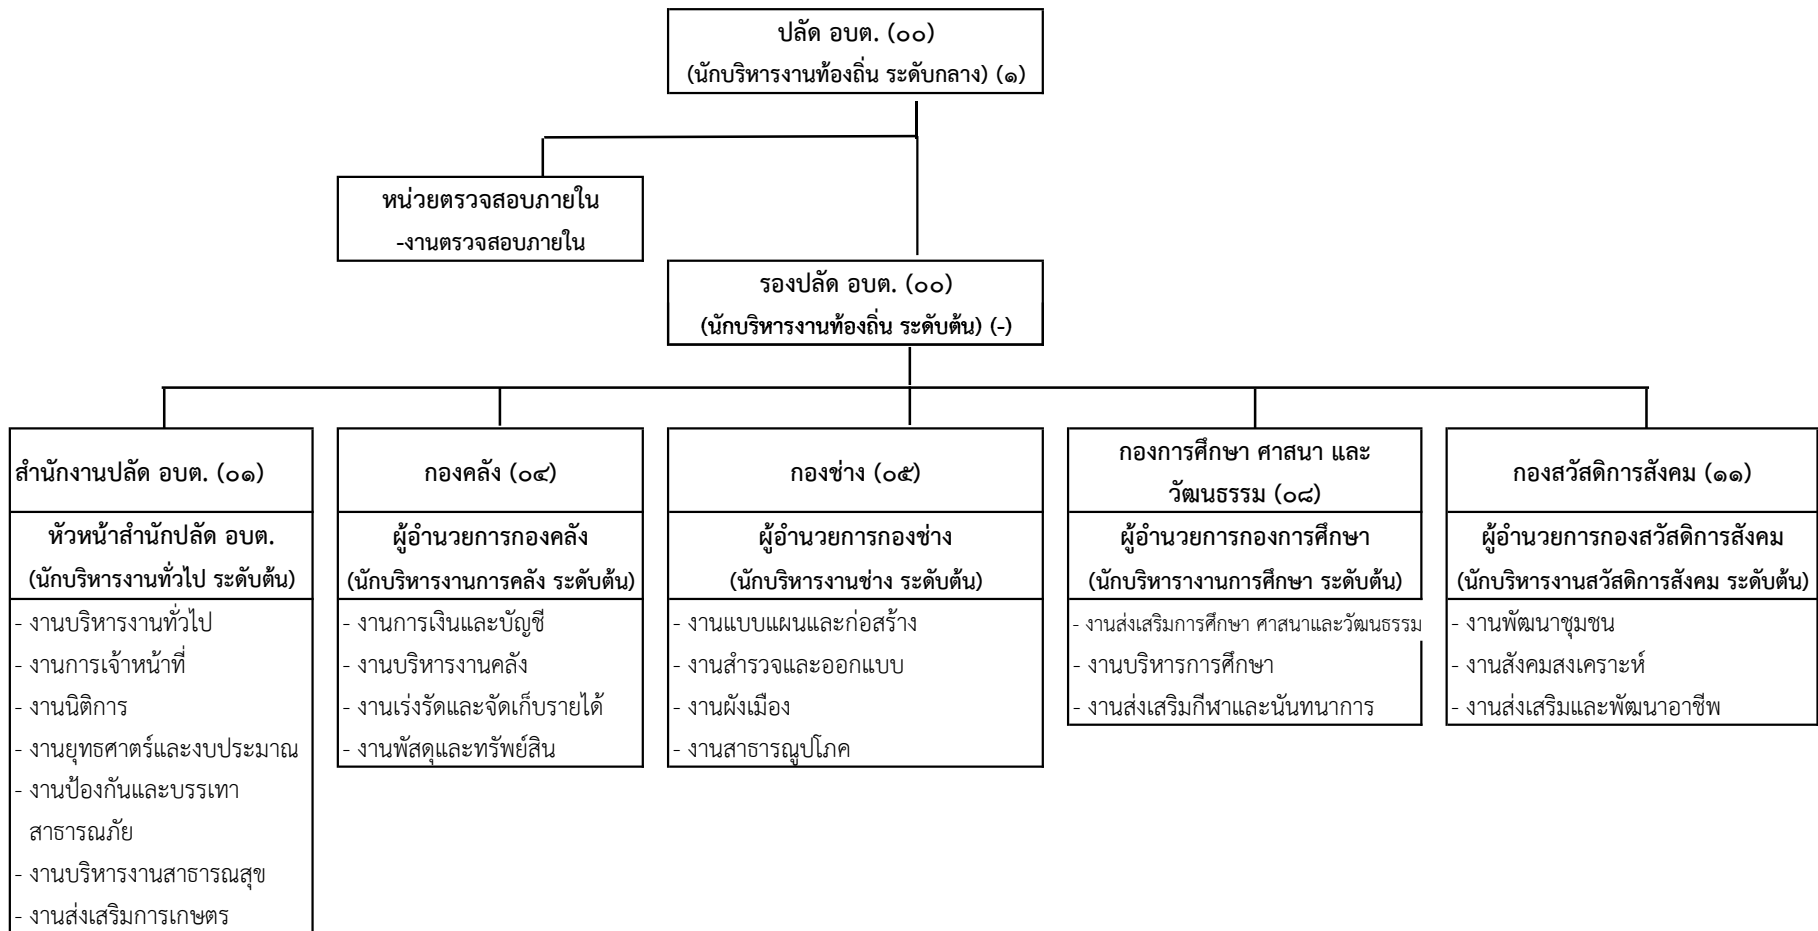 ปลัด อบต. (๐๐)
(นักบริหารงานท้องถิ่น ระดับกลาง) (๑)
หน่วยตรวจสอบภายใน
-งานตรวจสอบภายใน
รองปลัด อบต. (๐๐)
(นักบริหารงานท้องถิ่น ระดับต้น) (-)
สำนักงานปลัด อบต. (๐๑)
หัวหน้าสำนักปลัด อบต.
(นักบริหารงานทั่วไป ระดับต้น)
- งานบริหารงานทั่วไป
- งานการเจ้าหน้าที่
- งานนิติการ
- งานยุทธศาตร์และงบประมาณ
- งานป้องกันและบรรเทา
สาธารณภัย
- งานบริหารงานสาธารณสุข
- งานส่งเสริมการเกษตร
กองคลัง (๐๔)
ผู้อำนวยการกองคลัง
(นักบริหารงานการคลัง ระดับต้น)
- งานการเงินและบัญชี
- งานบริหารงานคลัง
- งานเร่งรัดและจัดเก็บรายได้
- งานพัสดุและทรัพย์สิน
กองช่าง (๐๕)
ผู้อำนวยการกองช่าง
(นักบริหารงานช่าง ระดับต้น)
- งานแบบแผนและก่อสร้าง
- งานสำรวจและออกแบบ
- งานผังเมือง
- งานสาธารณูปโภค
กองการศึกษา ศาสนา และ
วัฒนธรรม (๐๘)
ผู้อำนวยการกองการศึกษา
(นักบริหารางานการศึกษา ระดับต้น)
- งานส่งเสริมการศึกษา ศาสนาและวัฒนธรรม
- งานบริหารการศึกษา
- งานส่งเสริมกีฬาและนันทนาการ
กองสวัสดิการสังคม (๑๑)
ผู้อำนวยการกองสวัสดิการสังคม
(นักบริหารงานสวัสดิการสังคม ระดับต้น)
- งานพัฒนาชุมชน
- งานสังคมสงเคราะห์
- งานส่งเสริมและพัฒนาอาชีพ